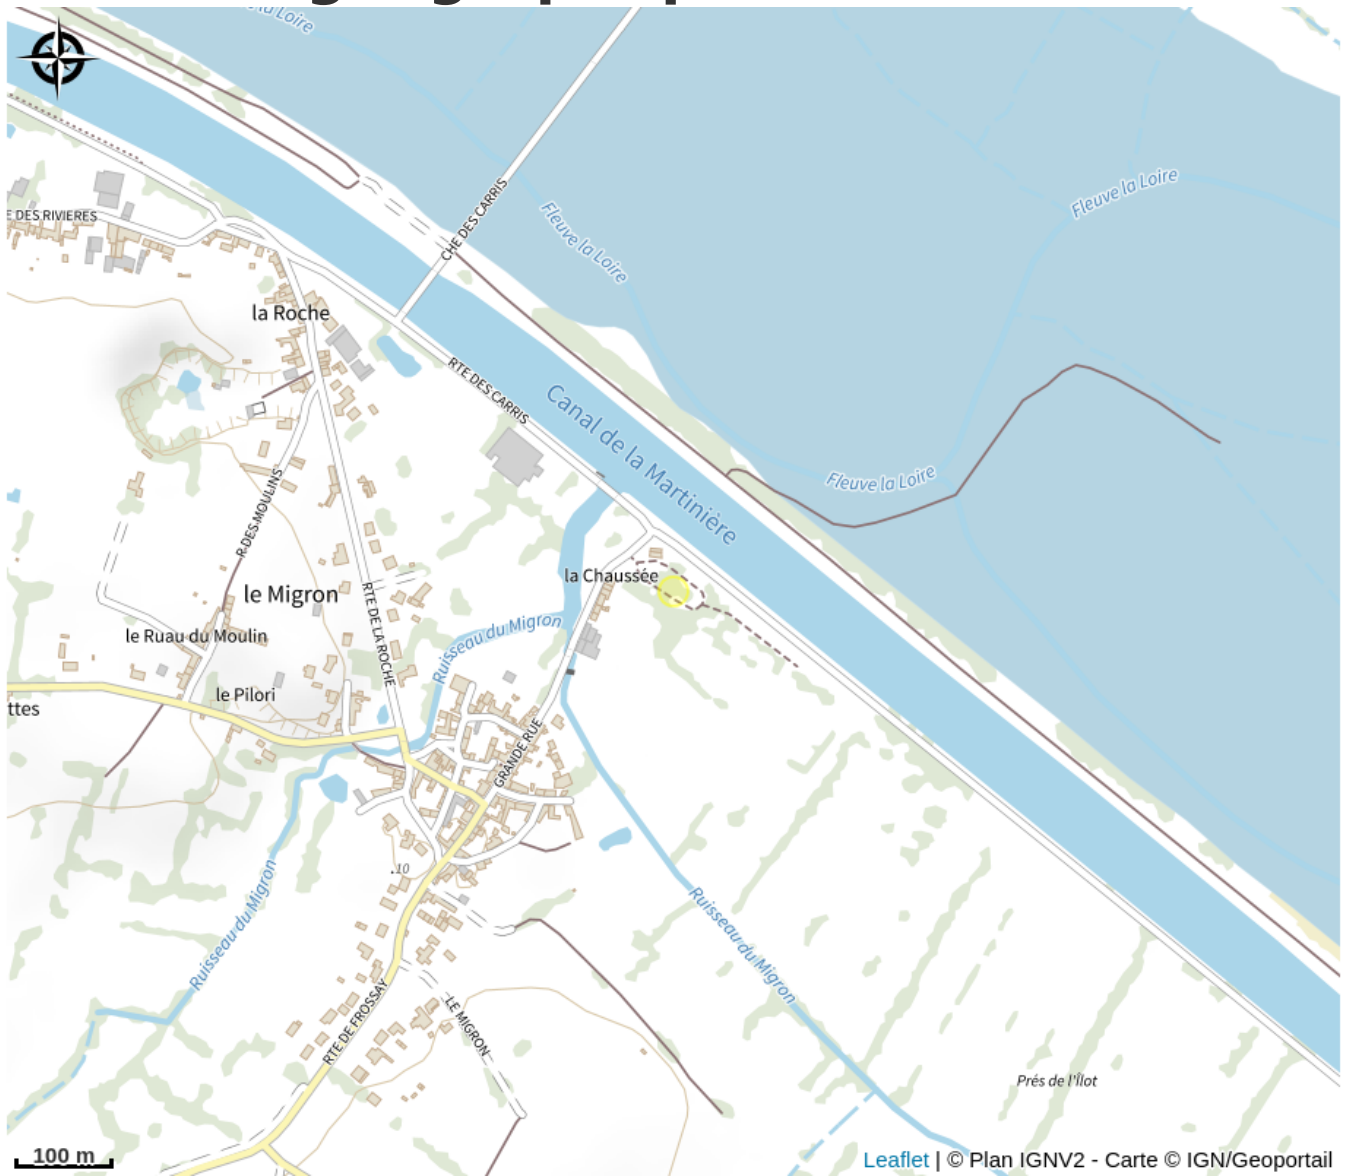 la Loire
Fleuve la Loire
CHE DES CARRIS
Fleuve la Loire
DES RIVIERES
la Roche
RTE DES CARRIS
Canal de la Martinière
Fleuve la Loire
R DES MOULINS
la Chaussée
le Migron
RTE DE LA ROCHE
le Ruau du Moulin
Ruisseau du Migron
le Pilori
ttes
GRANDE RUE
.10
Ruisseau du Migron
Ruisseau du Migron
LE MIGRON
RTE DE FROSSAY
Prés de l'Îlot
100 m
Leaflet | © Plan IGNV2 - Carte © IGN/Geoportail